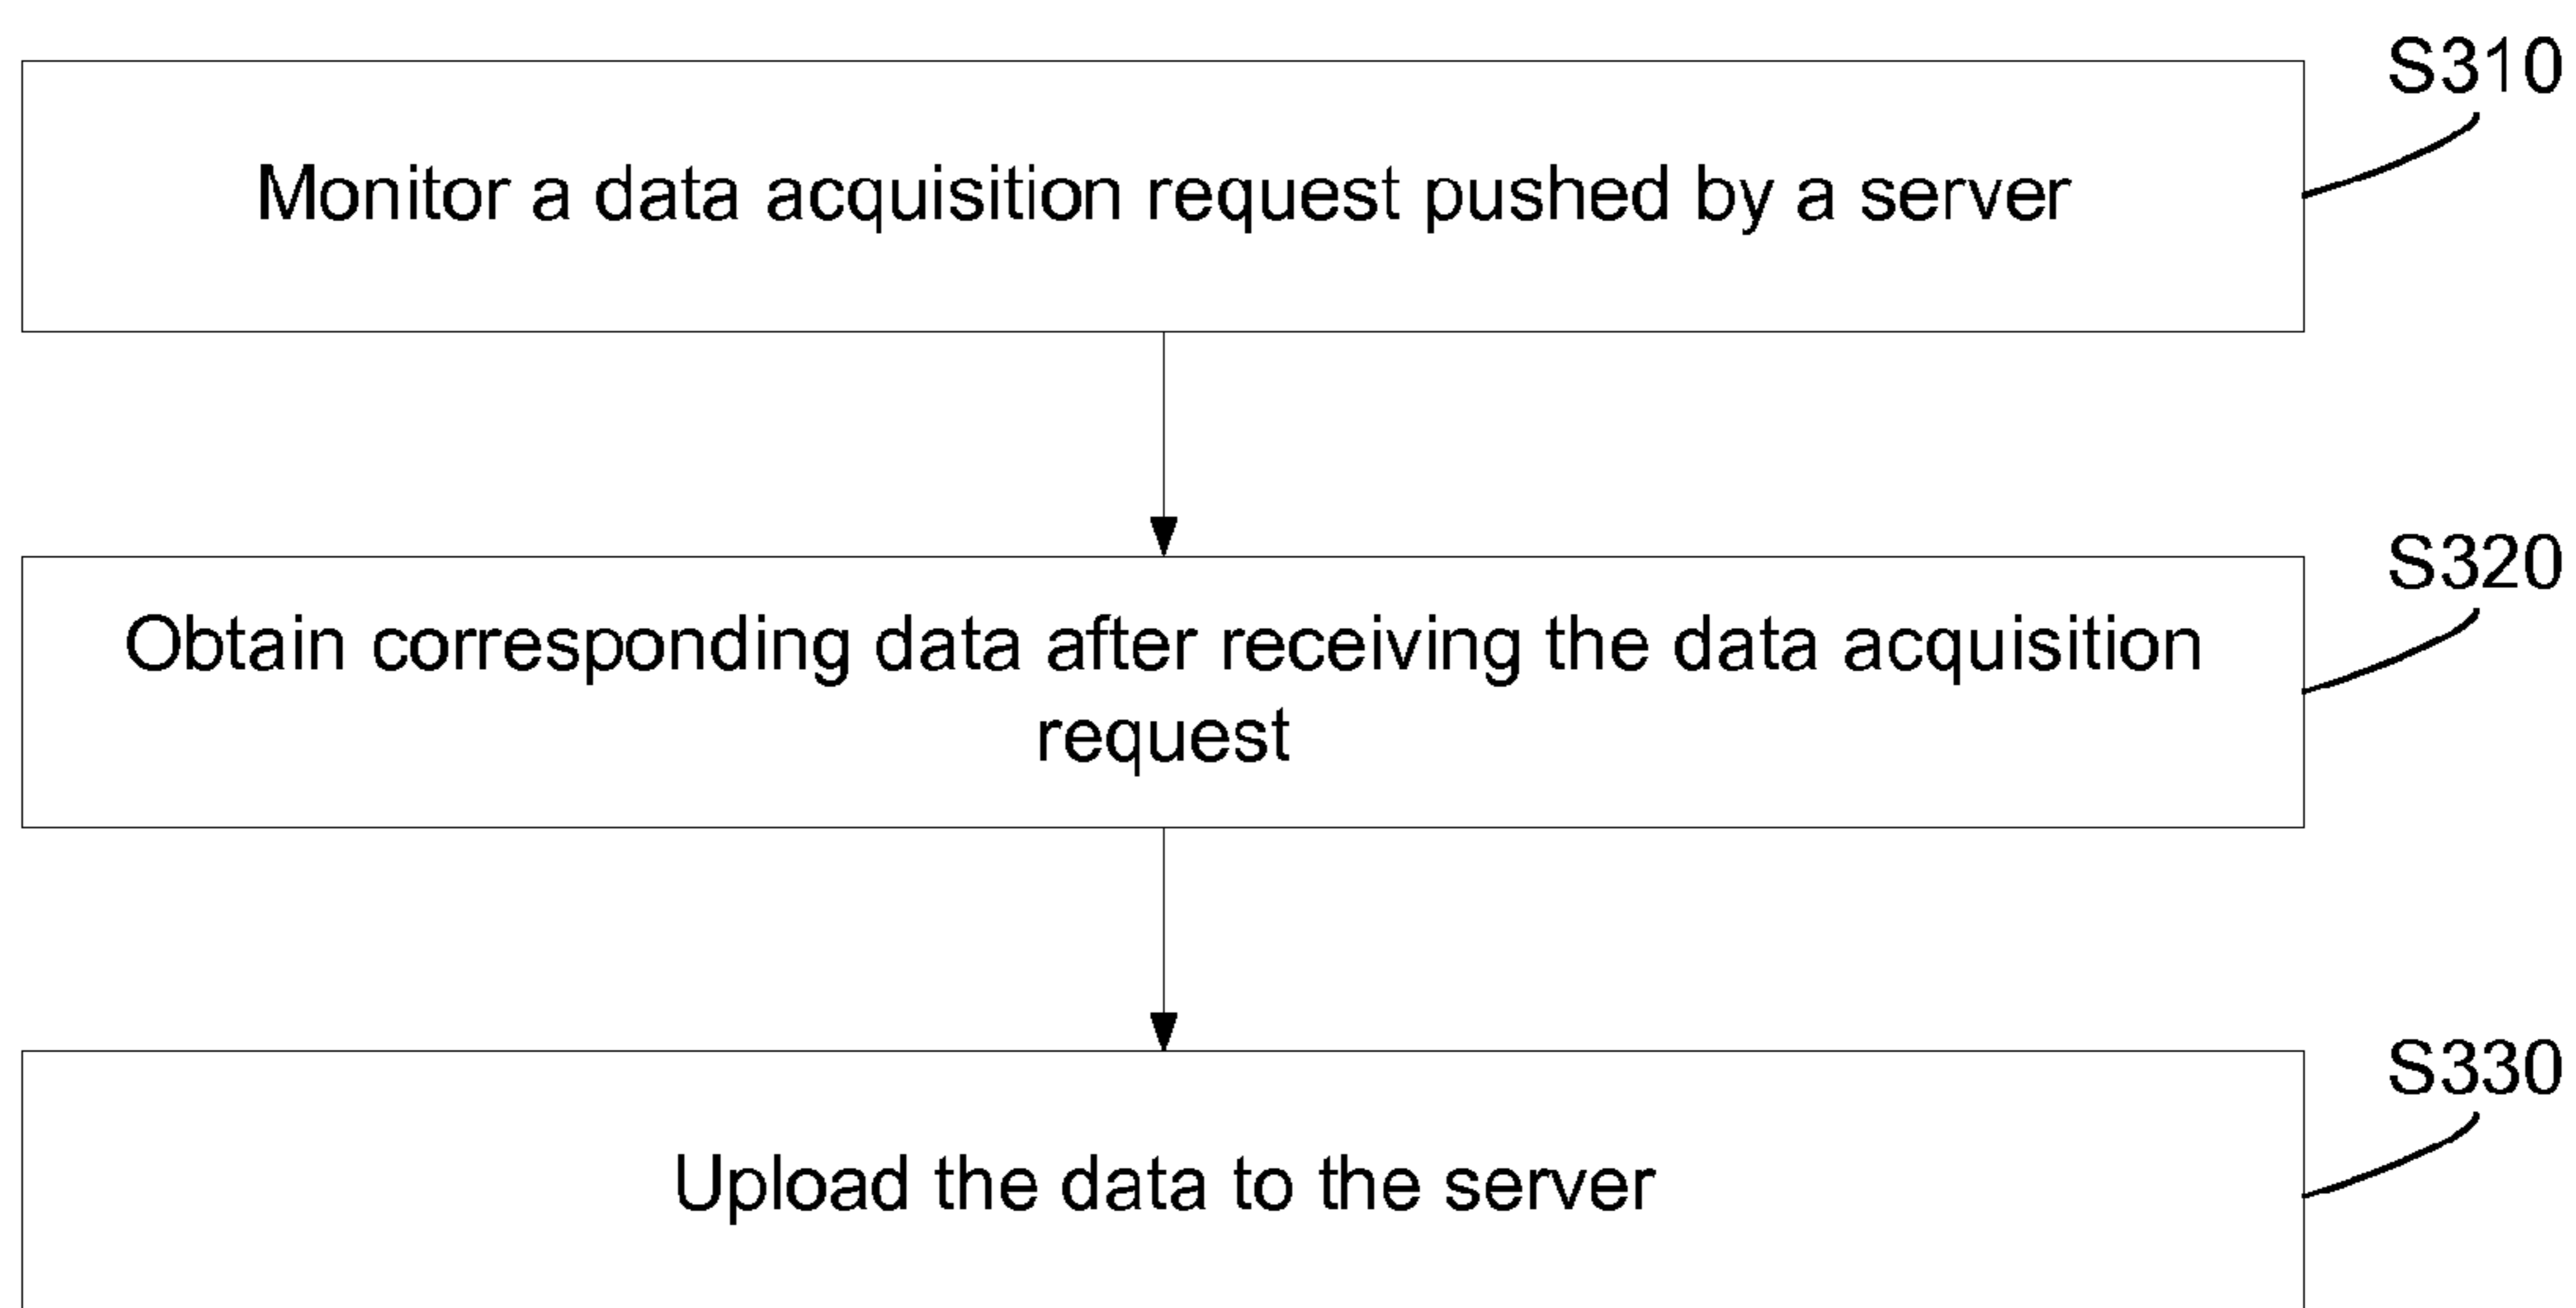 S310
Monitor a data acquisition request pushed by a server
S320
Obtain corresponding data after receiving the data acquisition
request
S330
Upload the data to the server